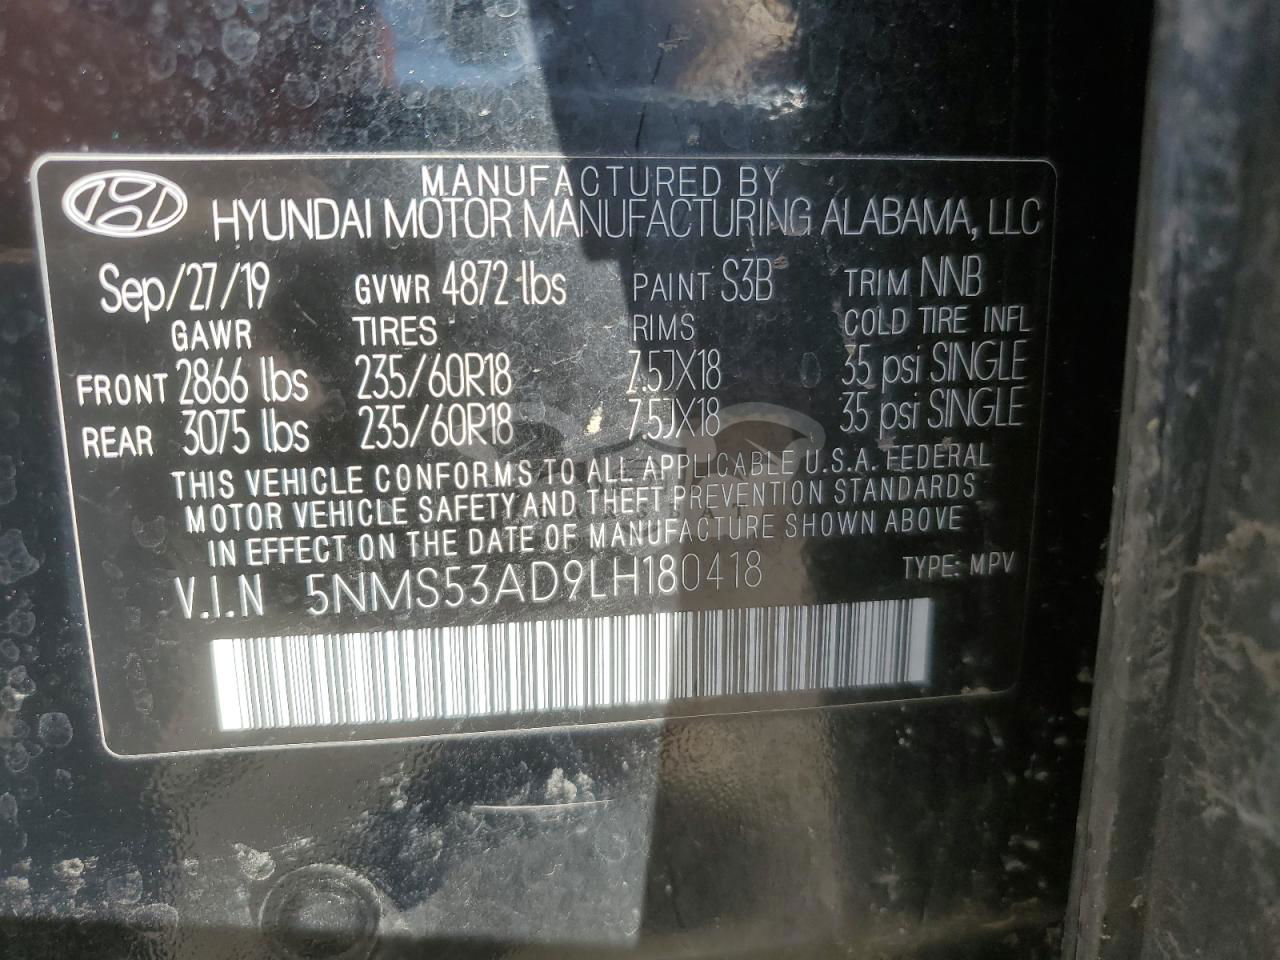 MANUFACTURED BY
HYUNDAI MOTOR MANUFACTURING ALABAMA, LLC
Sep/27/19 GVWR 4872 lbs PAINT S3B TRIM NNB
GAWR TIRES RIMS COLD TIRE INFL
FRONT 2866 lbs 235/60R18 7.5JX18 35 psi SINGLE
REAR 3075 lbs 235/60R18 7.5JX18 35 psi SINGLE
THIS VEHICLE CONFORMS TO ALL APPLICABLE U.S.A. FEDERAL
MOTOR VEHICLE SAFETY AND THEFT PREVENTION STANDARDS
IN EFFECT ON THE DATE OF MANUFACTURE SHOWN ABOVE
V.I.N 5NMS53AD9LH180418 TYPE: MPV